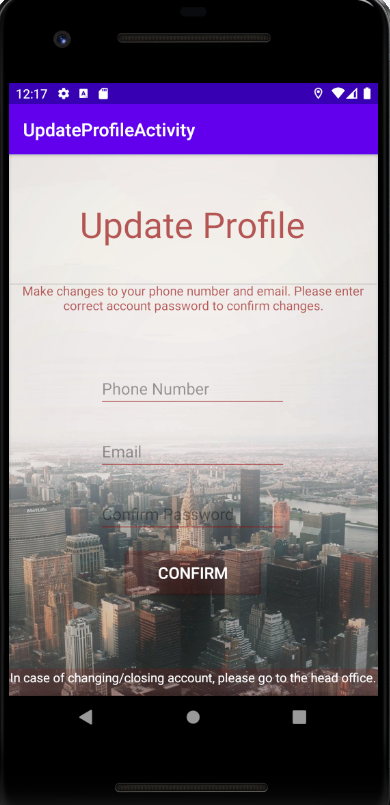 12:17
UpdateProfileActivity
Update Profile
Make changes to your phone number and email. Please enter
correct account password to confirm changes.
Phone Number
Email
MetLife
Confirm Password
CONFIRM
In case of changing/closing account, please go to the head office.